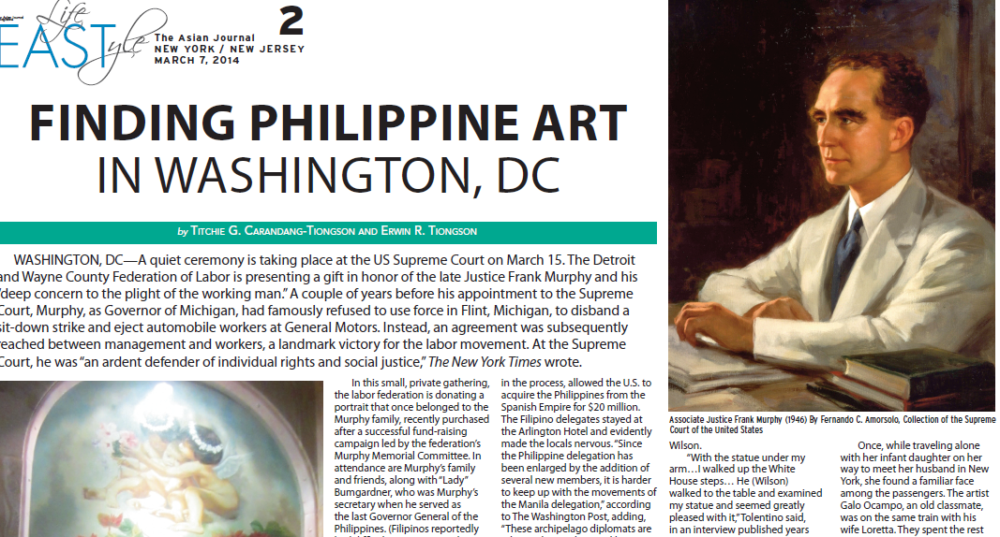 Life
EASTyle
The Asian Journal
NEW YORK / NEW JERSEY
MARCH 7, 2014
2
FINDING PHILIPPINE ART
IN WASHINGTON, DC
by TITCHIE G. CARANDANG-TIONGSON AND ERWIN R. TIONGSON
WASHINGTON, DC—A quiet ceremony is taking place at the US Supreme Court on March 15. The Detroit
and Wayne County Federation of Labor is presenting a gift in honor of the late Justice Frank Murphy and his
"deep concern to the plight of the working man." A couple of years before his appointment to the Supreme
Court, Murphy, as Governor of Michigan, had famously refused to use force in Flint, Michigan, to disband a
sit-down strike and eject automobile workers at General Motors. Instead, an agreement was subsequently
reached between management and workers, a landmark victory for the labor movement. At the Supreme
Court, he was "an ardent defender of individual rights and social justice," The New York Times wrote.
In this small, private gathering,
the labor federation is donating a
portrait that once belonged to the
Murphy family, recently purchased
after a successful fund-raising
campaign led by the federation's
Murphy Memorial Committee. In
attendance are Murphy's family
and friends, along with "Lady"
Bumgardner, who was Murphy's
secretary when he served as
the last Governor General of the
Philippines. (Filipinos reportedly
in the process, allowed the U.S. to
acquire the Philippines from the
Spanish Empire for $20 million.
The Filipino delegates stayed at
the Arlington Hotel and evidently
made the locals nervous. "Since
the Philippine delegation has
been enlarged by the addition of
several new members, it is harder
to keep up with the movements of
the Manila delegation," according
to The Washington Post, adding,
"These archipelago diplomats are
Associate Justice Frank Murphy (1946) By Fernando C. Amorsolo, Collection of the Supreme
Court of the United States
Wilson.
"With the statue under my
arm…I walked up the White
House steps… He (Wilson)
walked to the table and examined
my statue and seemed greatly
pleased with it," Tolentino said,
in an interview published years
Once, while traveling alone
with her infant daughter on her
way to meet her husband in New
York, she found a familiar face
among the passengers. The artist
Galo Ocampo, an old classmate,
was on the same train with his
wife Loretta. They spent the rest